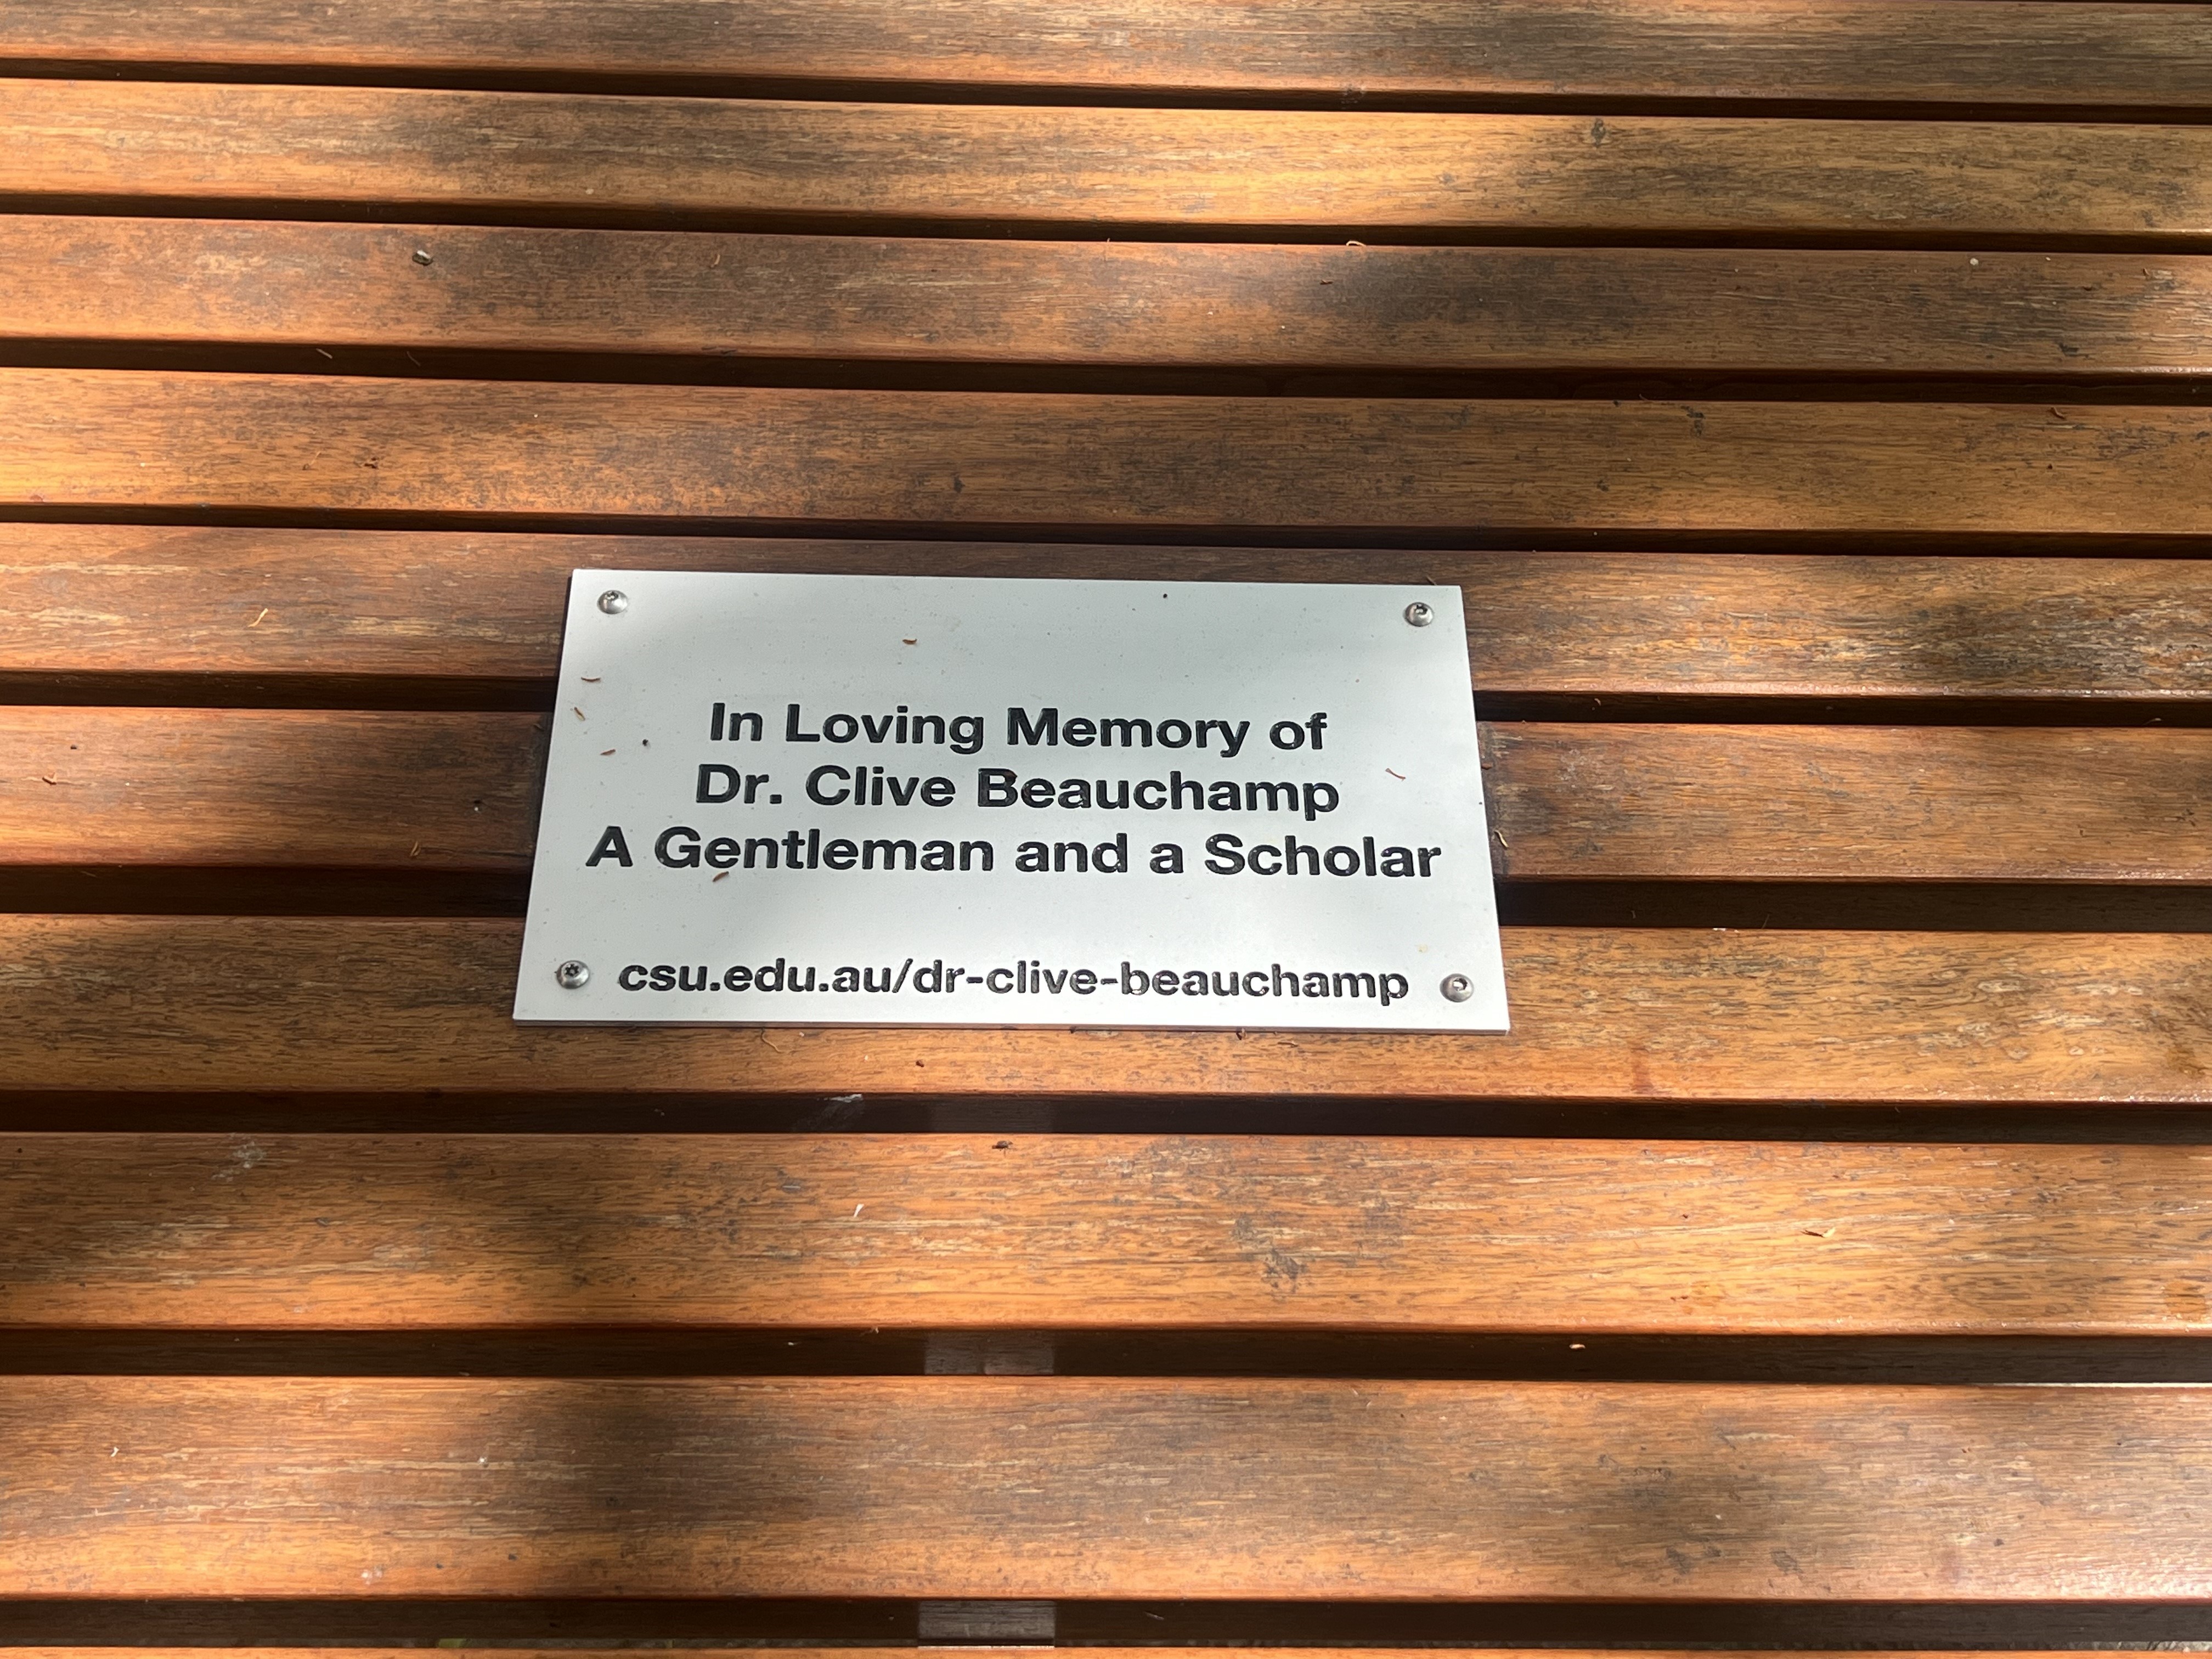 In Loving Memory of
Dr. Clive Beauchamp
A Gentleman and a Scholar
csu.edu.au/dr-clive-beauchamp